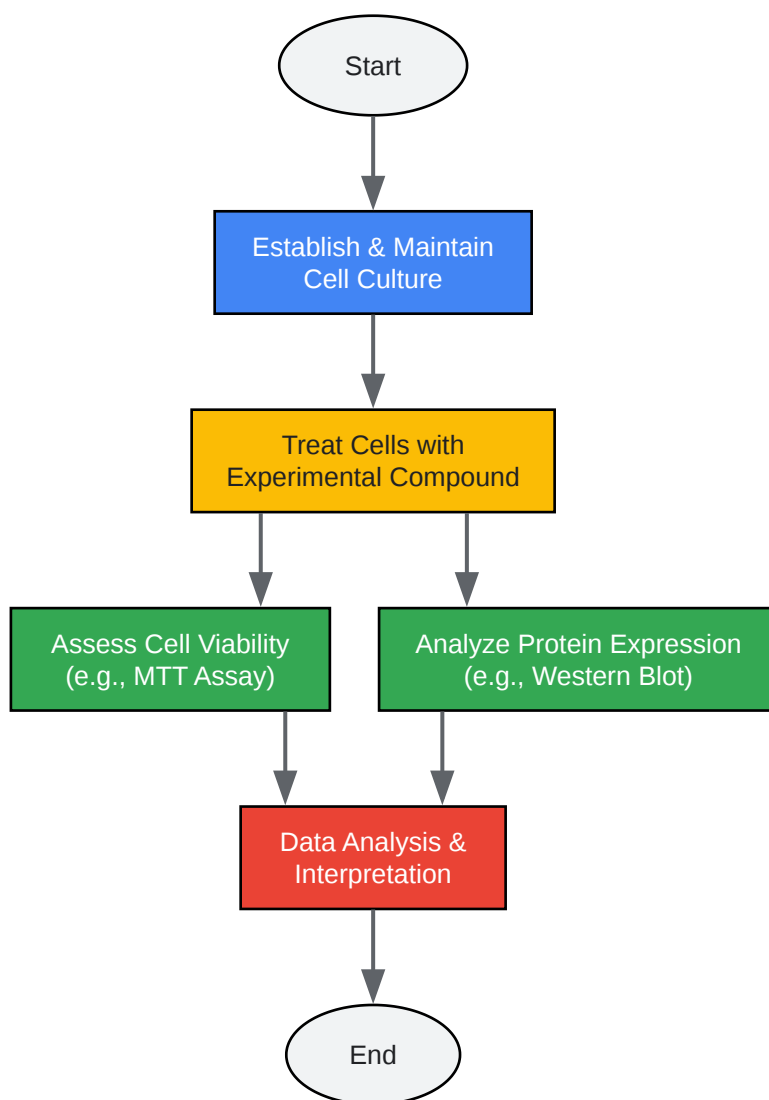 Start
Establish & Maintain
Cell Culture
Treat Cells with
Experimental Compound
Assess Cell Viability
(e.g., MTT Assay)
Analyze Protein Expression
(e.g., Western Blot)
Data Analysis &
Interpretation
End